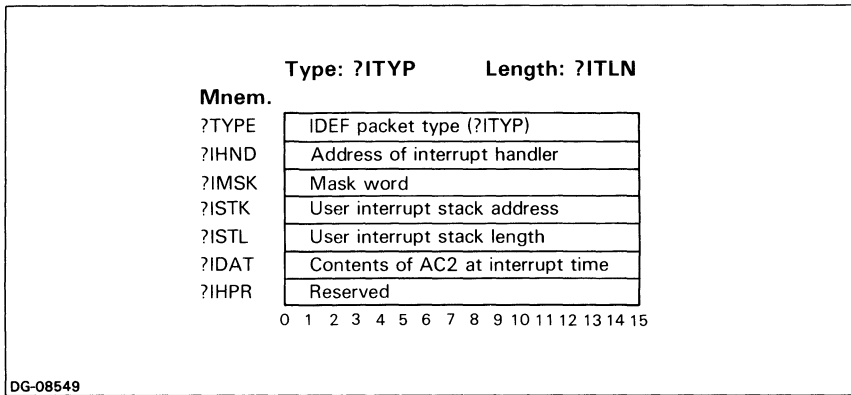 Type: ?ITYP Length: ?ITLN
Mnem.
?TYPE IDEF packet type (?ITYP)
?IHND Address of interrupt handler
?IMSK Mask word
?ISTK User interrupt stack address
?ISTL User interrupt stack length
?IDAT Contents of AC2 at interrupt time
?IHPR Reserved
0 1 2 3 4 5 6 7 8 9 10 11 12 13 14 15
DG-08549